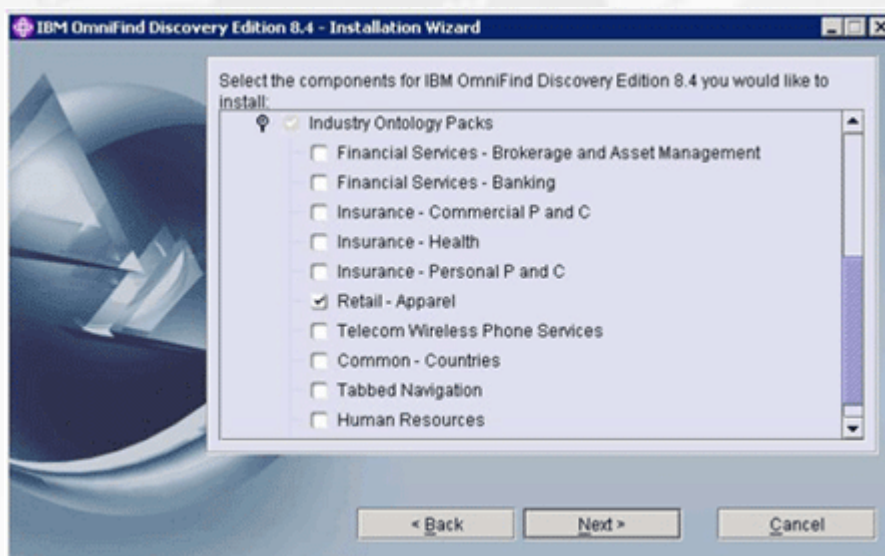 IBM OmniFind Discovery Edition 8.4 - Installation Wizard
Select the components for IBM OmniFind Discovery Edition 8.4 you would like to
install:
Industry Ontology Packs
Financial Services - Brokerage and Asset Management
Financial Services - Banking
Insurance - Commercial P and C
Insurance - Health
Insurance - Personal P and C
Retail - Apparel
Telecom Wireless Phone Services
Common - Countries
Tabbed Navigation
Human Resources
< Back
Next >
Cancel